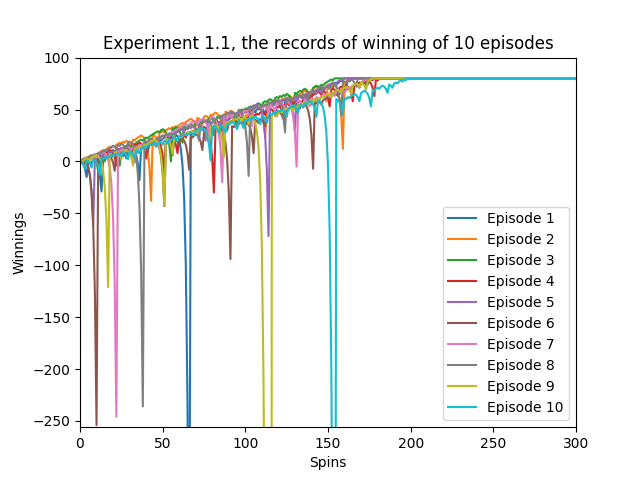 Experiment 1.1, the records of winning of 10 episodes
100
50
0
−50
−100
−150
−200
−250
Winnings
0 50 100 150 200 250 300
Spins
Episode 1
Episode 2
Episode 3
Episode 4
Episode 5
Episode 6
Episode 7
Episode 8
Episode 9
Episode 10